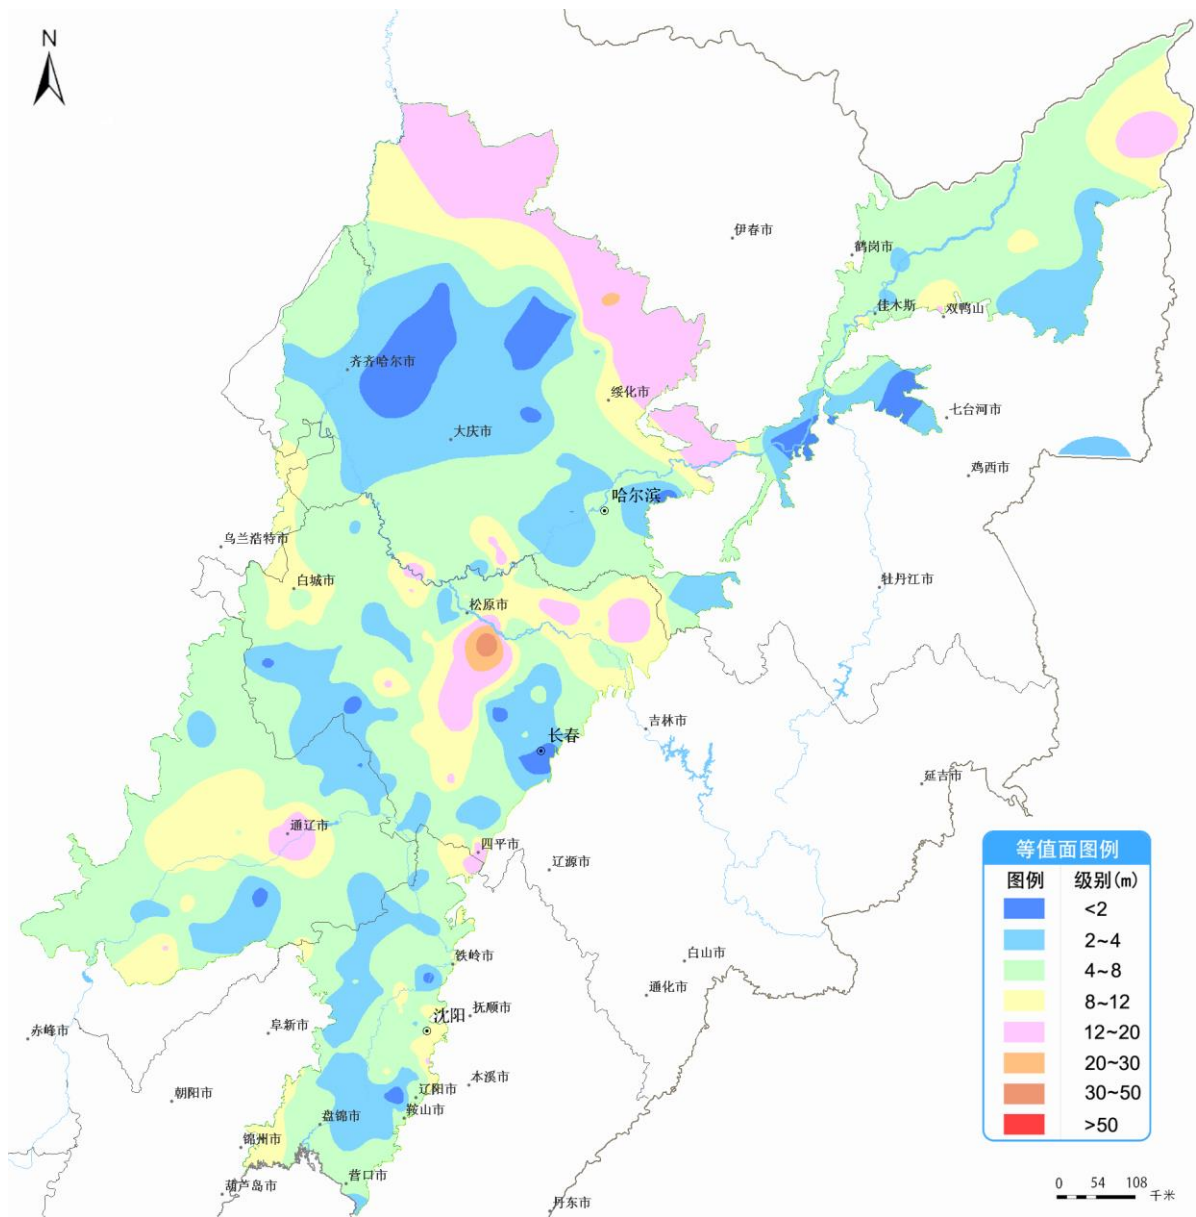 N
伊春市
鹤岗市
佳木斯
双鸭山
齐齐哈尔市
绥化市
七台河市
大庆市
鸡西市
哈尔滨
乌兰浩特市
白城市
牡丹江市
松原市
吉林市
长春
延吉市
通辽市
四平市
辽源市
铁岭市
白山市
通化市
沈阳
抚顺市
赤峰市
阜新市
本溪市
朝阳市
辽阳市
鞍山市
盘锦市
锦州市
营口市
葫芦岛市
丹东市
等值面图例
图例 级别(m)
<2
2~4
4~8
8~12
12~20
20~30
30~50
>50
0 54 108 千米